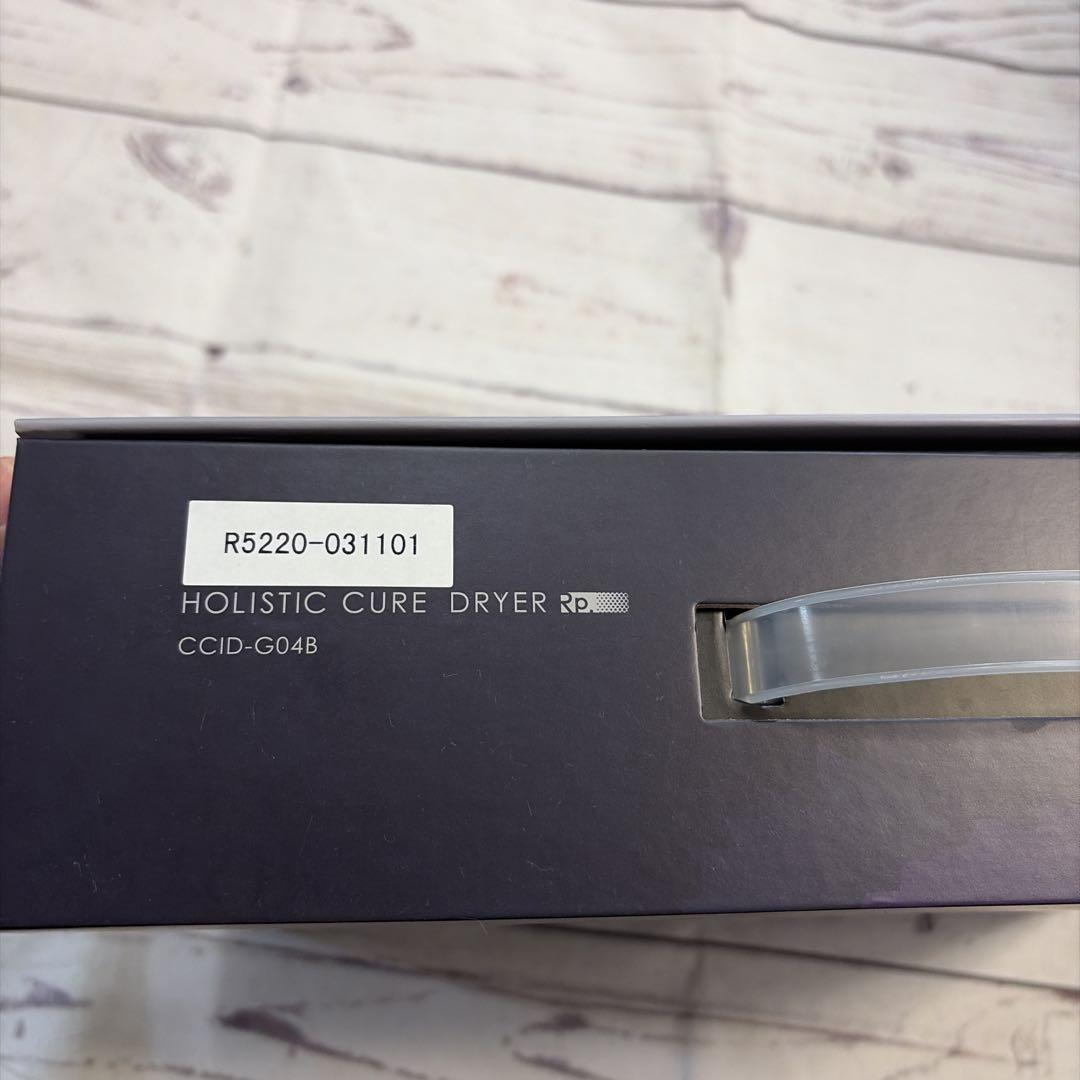 R5220-031101
HOLISTIC CURE DRYER Rp.
CCID-G04B